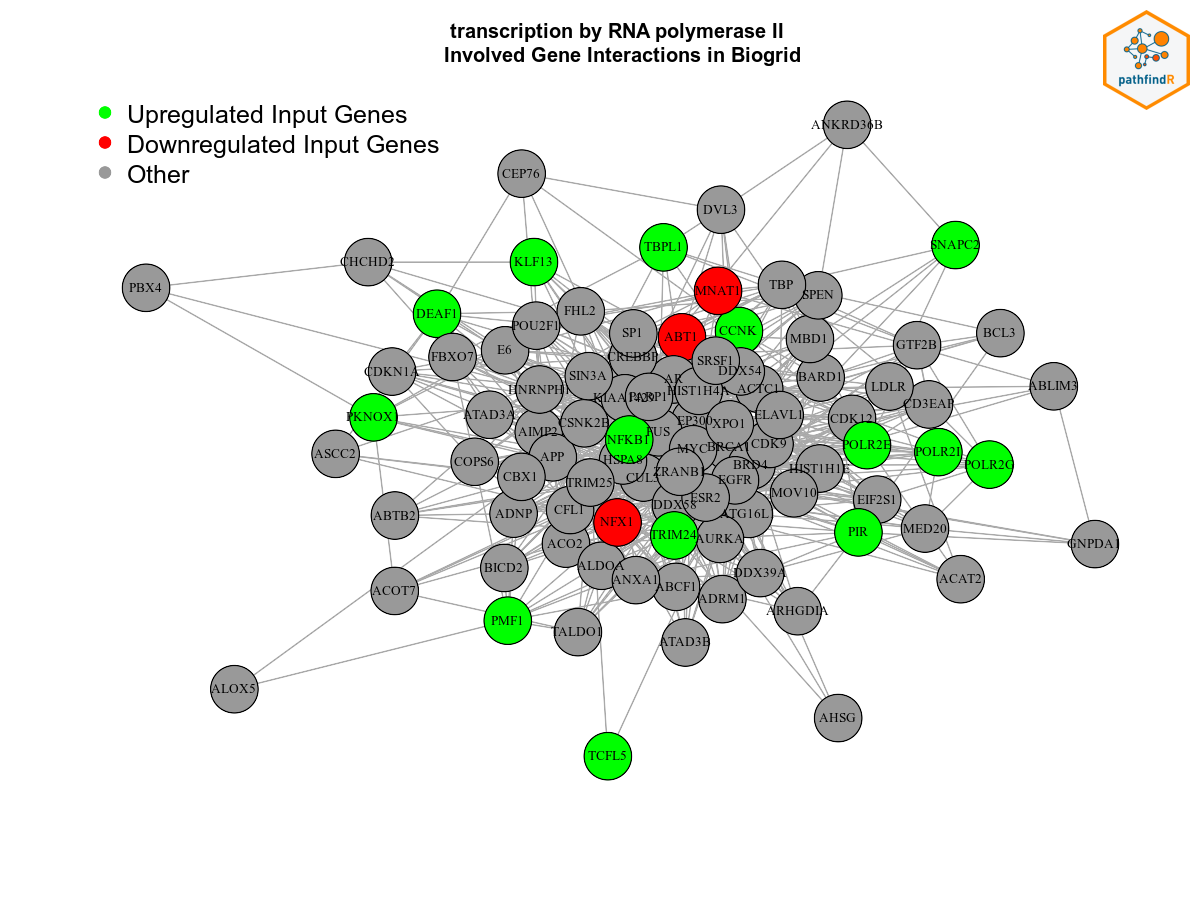 transcription by RNA polymerase II
Involved Gene Interactions in Biogrid
pathfindR
Upregulated Input Genes
Downregulated Input Genes
Other
ANKRD36B
CEP76
DVL3
SNAPC2
TBPL1
KLF13
CHCHD2
PBX4
MNAT1
TBP
SPEN
DEAF1
FHL2
POU2F1
SP1
ABT1
CCNK
BCL3
MBD1
GTF2B
E6
FBXO7
CREBBP
SRSF1
DDX54
CDKN1A
SIN3A
AR
BARD1
LDLR
ABLIM3
HNRNPH1
PARP1
HIST1H4A
ACTC1
CD3EAP
PKNOX1
ATAD3A
CSNK2B
EP300
XPO1
ELAVL1
CDK12
AIMP2
NFKB1
FUS
MYC
BRCA1
CDK9
POLR2E
POLR2I
ASCC2
COPS6
APP
HSPA8
BRD4
HIST1H1E
POLR2G
CBX1
TRIM25
CUL3
ZRANB1
EGFR
MOV10
EIF2S1
ABTB2
ADNP
CFL1
NFX1
DDX58
ESR2
ATG16L
PIR
MED20
GNPDA1
ACO2
TRIM24
AURKA
BICD2
ALDOA
ANXA1
ABCF1
DDX39A
ACAT2
ACOT7
ADRM1
ARHGDIA
PMF1
TALDO1
ATAD3B
ALOX5
AHSG
TCFL5